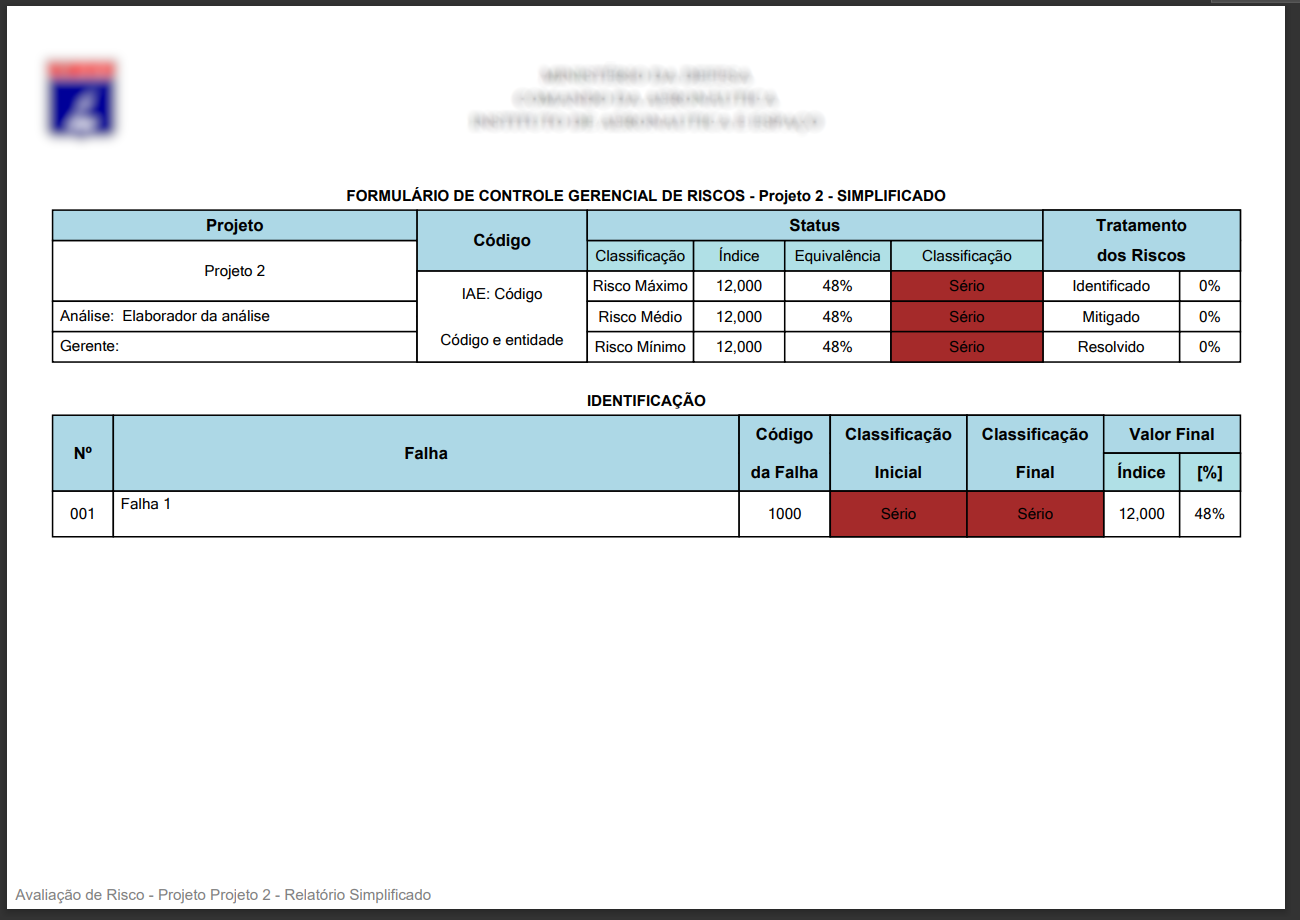 FORMULÁRIO DE CONTROLE GERENCIAL DE RISCOS - Projeto 2 - SIMPLIFICADO
Projeto Código Status Tratamento dos Riscos
Classificação Índice Equivalência Classificação
Projeto 2
IAE: Código
Código e entidade
Risco Máximo 12,000 48% Sério Identificado 0%
Análise: Elaborador da análise
Risco Médio 12,000 48% Sério Mitigado 0%
Gerente:
Risco Mínimo 12,000 48% Sério Resolvido 0%
IDENTIFICAÇÃO
Nº Falha Código da Falha Classificação Inicial Classificação Final Valor Final
Índice [%]
001 Falha 1 1000 Sério Sério 12,000 48%
Avaliação de Risco - Projeto Projeto 2 - Relatório Simplificado